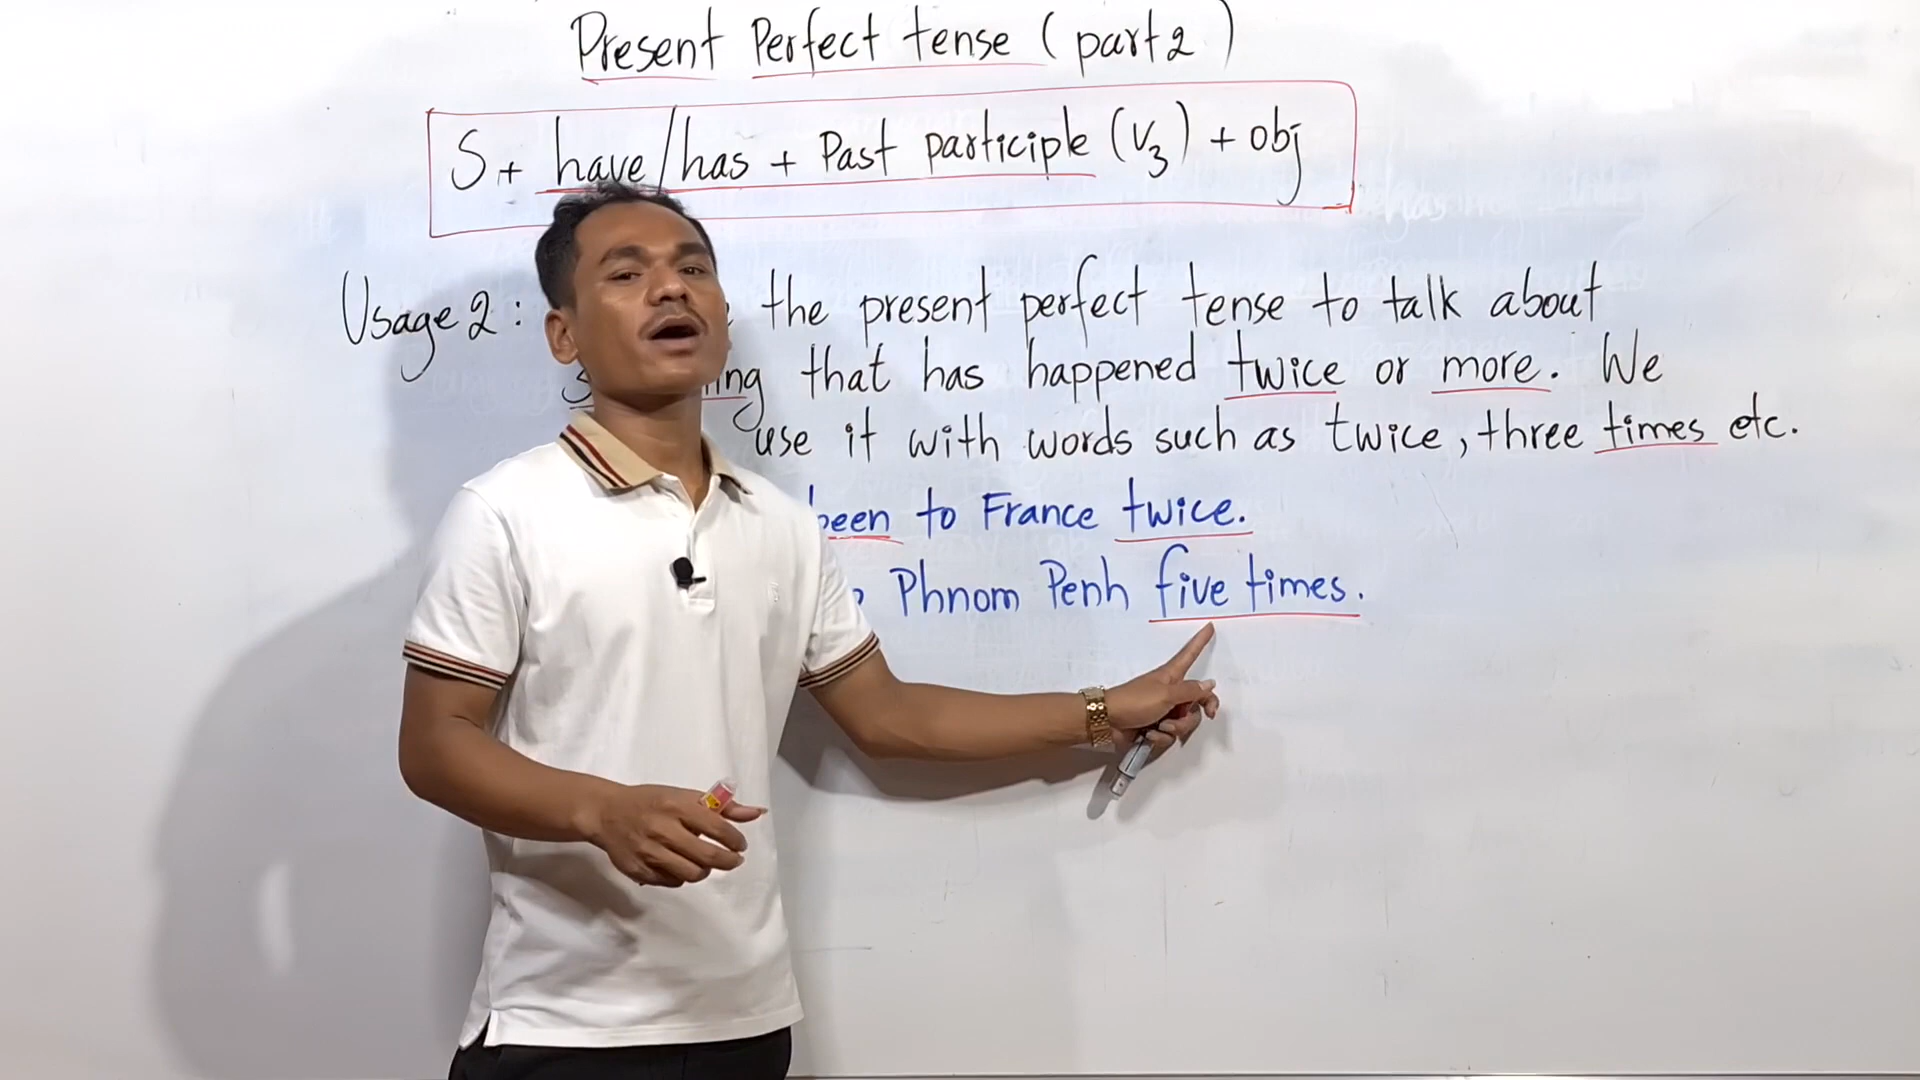 Present Perfect tense (part 2)
S + have/has + Past participle (V3) + obj
Usage 2: the present perfect tense to talk about
that has happened twice or more. We
use it with words such as twice, three times etc.
been to France twice.
Phnom Penh five times.